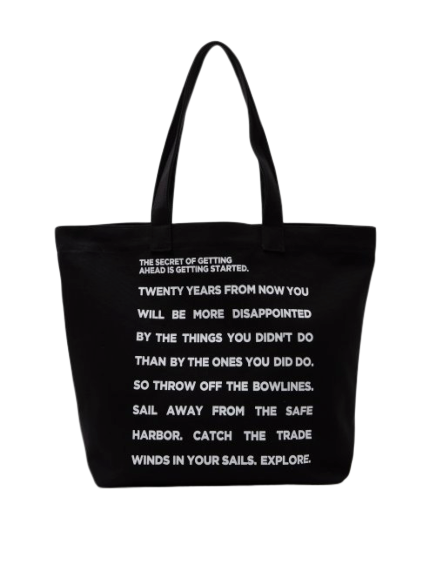 THE SECRET OF GETTING
AHEAD IS GETTING STARTED.
TWENTY YEARS FROM NOW YOU
WILL BE MORE DISAPPOINTED
BY THE THINGS YOU DIDN'T DO
THAN BY THE ONES YOU DID DO.
SO THROW OFF THE BOWLINES.
SAIL AWAY FROM THE SAFE
HARBOR. CATCH THE TRADE
WINDS IN YOUR SAILS. EXPLORE.